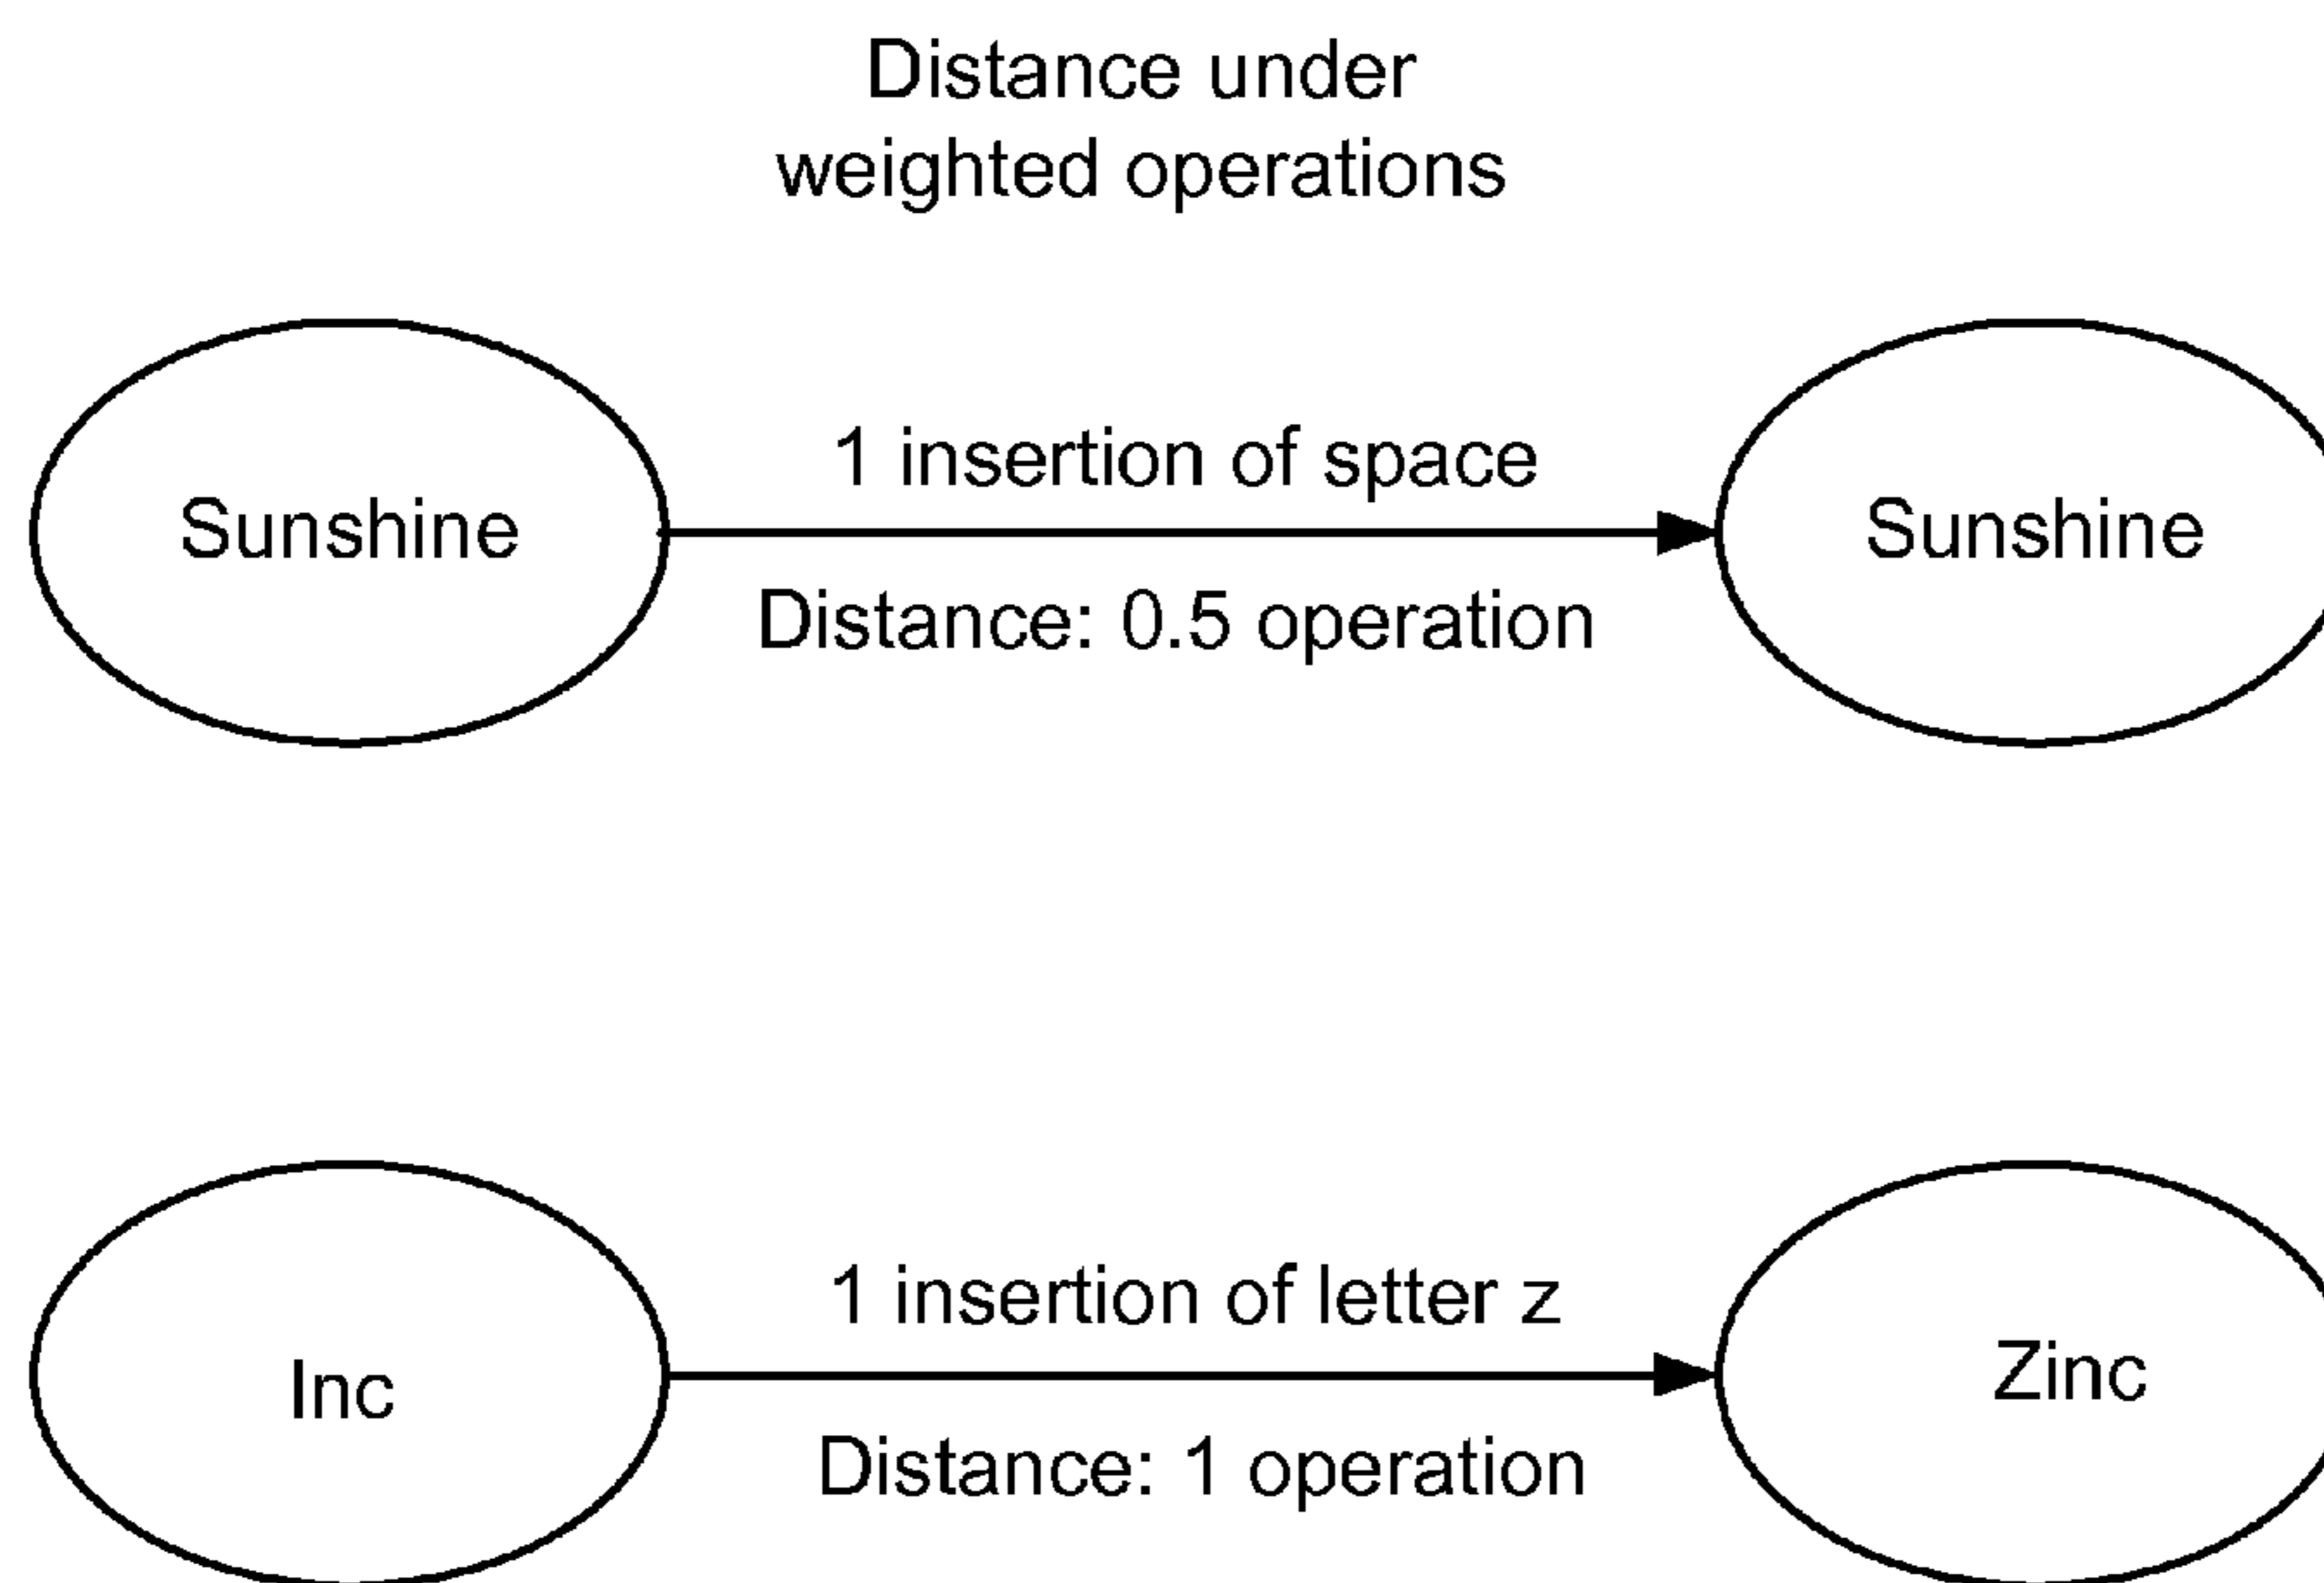 Distance under
weighted operations
1 insertion of space
Sunshine
Sunshine
Distance: 0.5 operation
1 insertion of letter z
Inc
Zinc
Distance: 1 operation